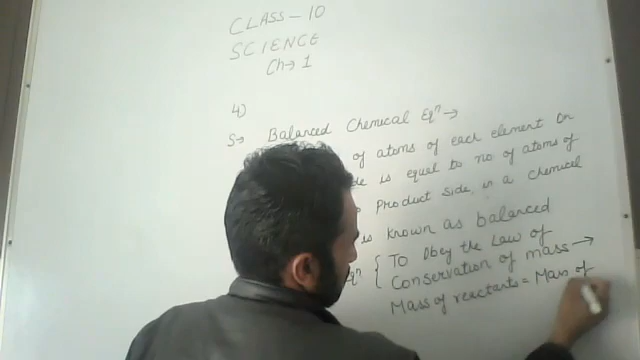 CLASS - 10
SCIENCE
Ch→ 1
4)
S→ Balanced Chemical Eqⁿ →
of atoms of each element on
is equal to no of atoms of
Product side, in a chemical
is known as balanced
{ To Obey the Law of
Conservation of mass →
Mass of reactants = Mass of